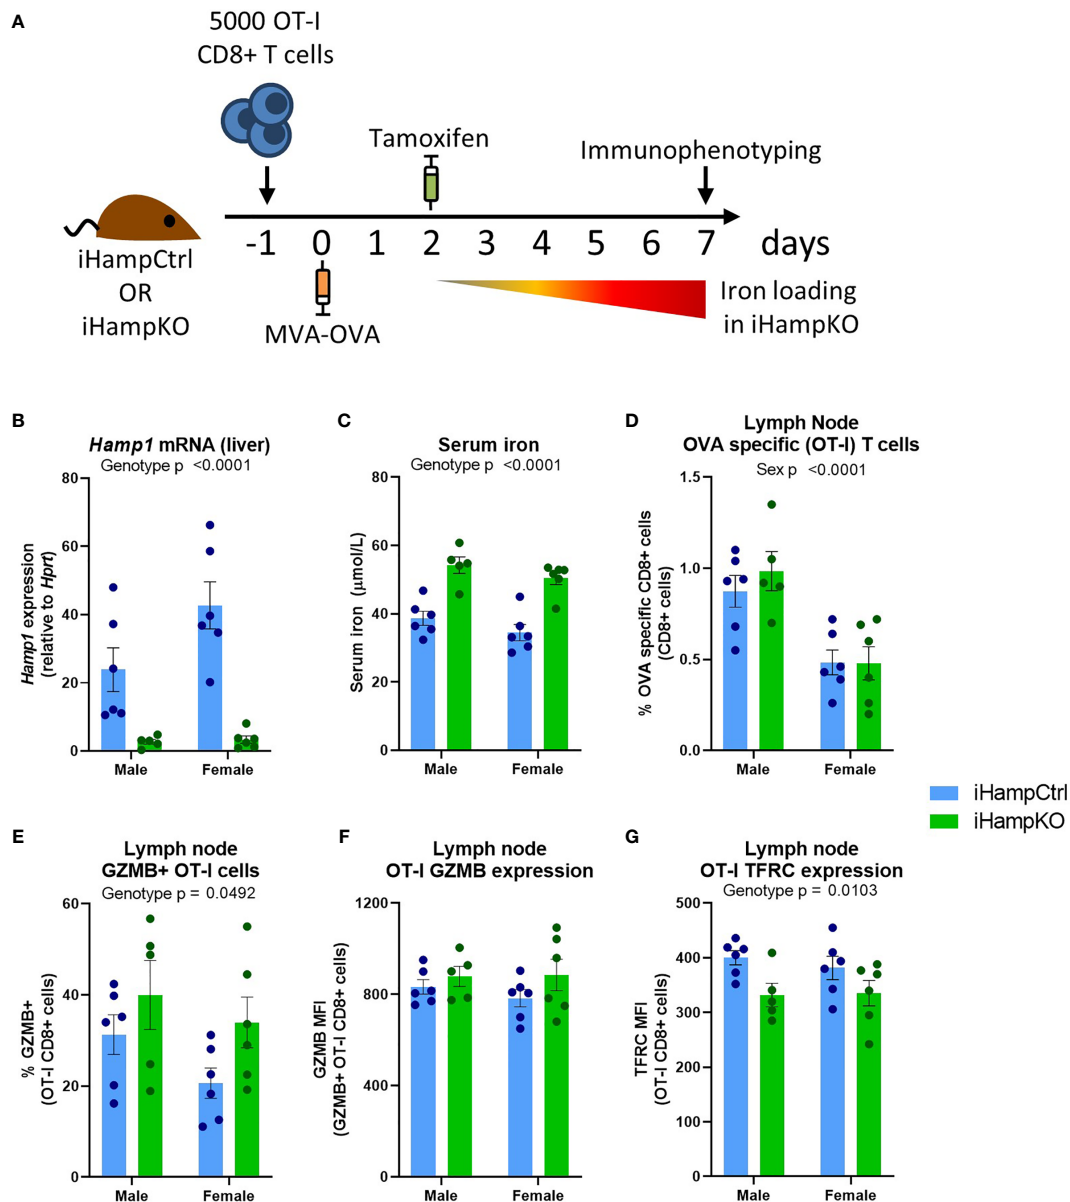 A
5000 OT-I
CD8+ T cells
Tamoxifen
Immunophenotyping
-1 0 1 2 3 4 5 6 7 days
iHampCtrl
OR
iHampKO
MVA-OVA
Iron loading
in iHampKO
B
Hamp1 mRNA (liver)
Genotype p <0.0001
Hamp1 expression
(relative to Hprt)
80
60
40
20
0
Male Female
C
Serum iron
Genotype p <0.0001
Serum iron (µmol/L)
80
60
40
20
0
Male Female
D
Lymph Node
OVA specific (OT-I) T cells
Sex p <0.0001
% OVA specific CD8+ cells
(CD8+ cells)
1.5
1.0
0.5
0.0
Male Female
iHampCtrl
iHampKO
E
Lymph node
GZMB+ OT-I cells
Genotype p = 0.0492
% GZMB+
(OT-I CD8+ cells)
60
40
20
0
Male Female
F
Lymph node
OT-I GZMB expression
GZMB MFI
(GZMB+ OT-I CD8+ cells)
1200
800
400
0
Male Female
G
Lymph node
OT-I TFRC expression
Genotype p = 0.0103
TFRC MFI
(OT-I CD8+ cells)
500
400
300
200
100
0
Male Female